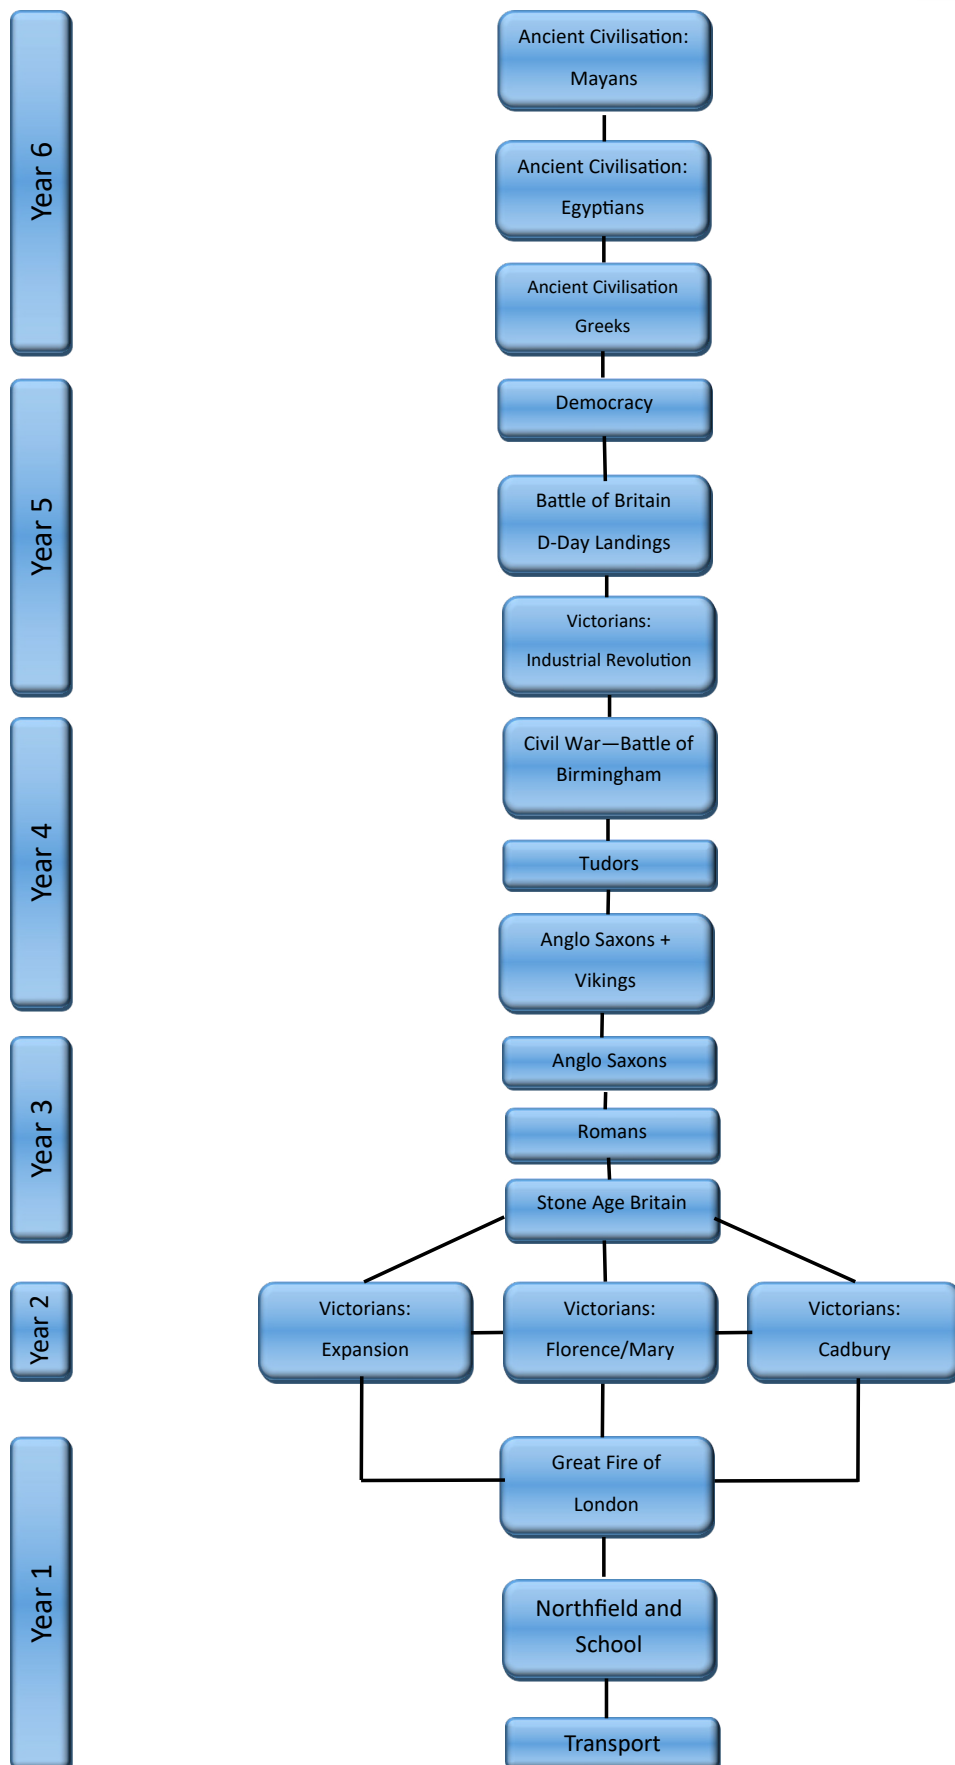 Year 6
Ancient Civilisation:
Mayans
Ancient Civilisation:
Egyptians
Ancient Civilisation
Greeks
Year 5
Democracy
Battle of Britain
D-Day Landings
Victorians:
Industrial Revolution
Year 4
Civil War—Battle of
Birmingham
Tudors
Anglo Saxons +
Vikings
Year 3
Anglo Saxons
Romans
Stone Age Britain
Year 2
Victorians:
Expansion
Victorians:
Florence/Mary
Victorians:
Cadbury
Year 1
Great Fire of
London
Northfield and
School
Transport